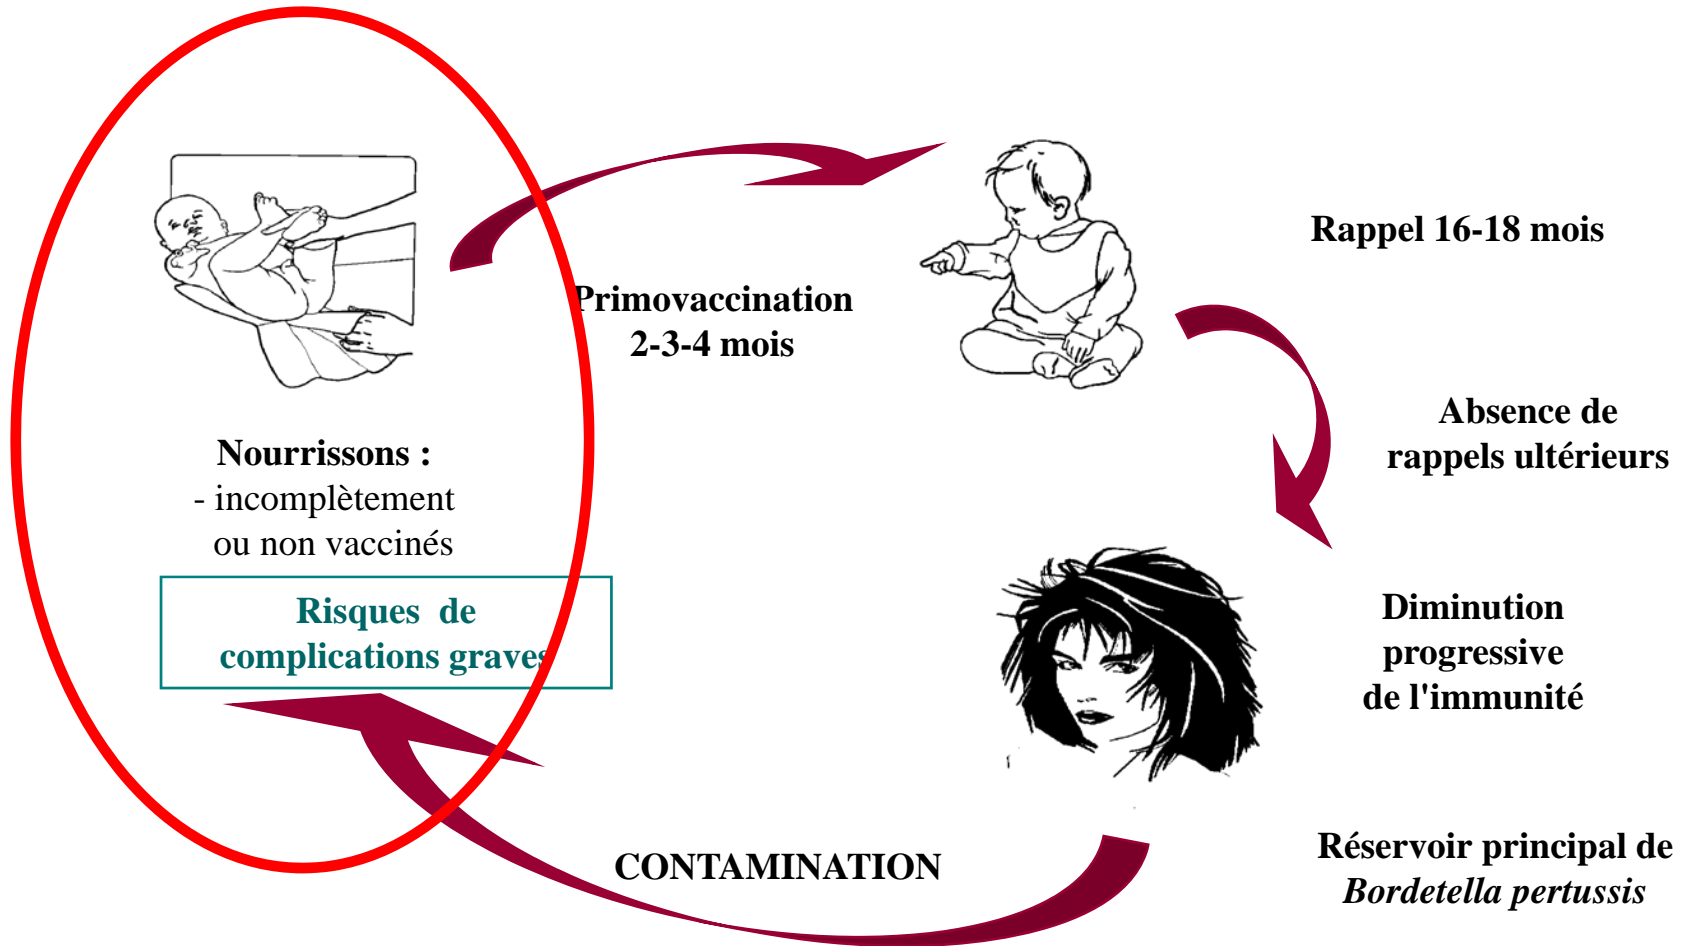 Primovaccination
2-3-4 mois
Rappel 16-18 mois
Absence de
rappels ultérieurs
Nourrissons :
- incomplètement
ou non vaccinés
Risques de
complications graves
Diminution
progressive
de l'immunité
CONTAMINATION
Réservoir principal de
Bordetella pertussis